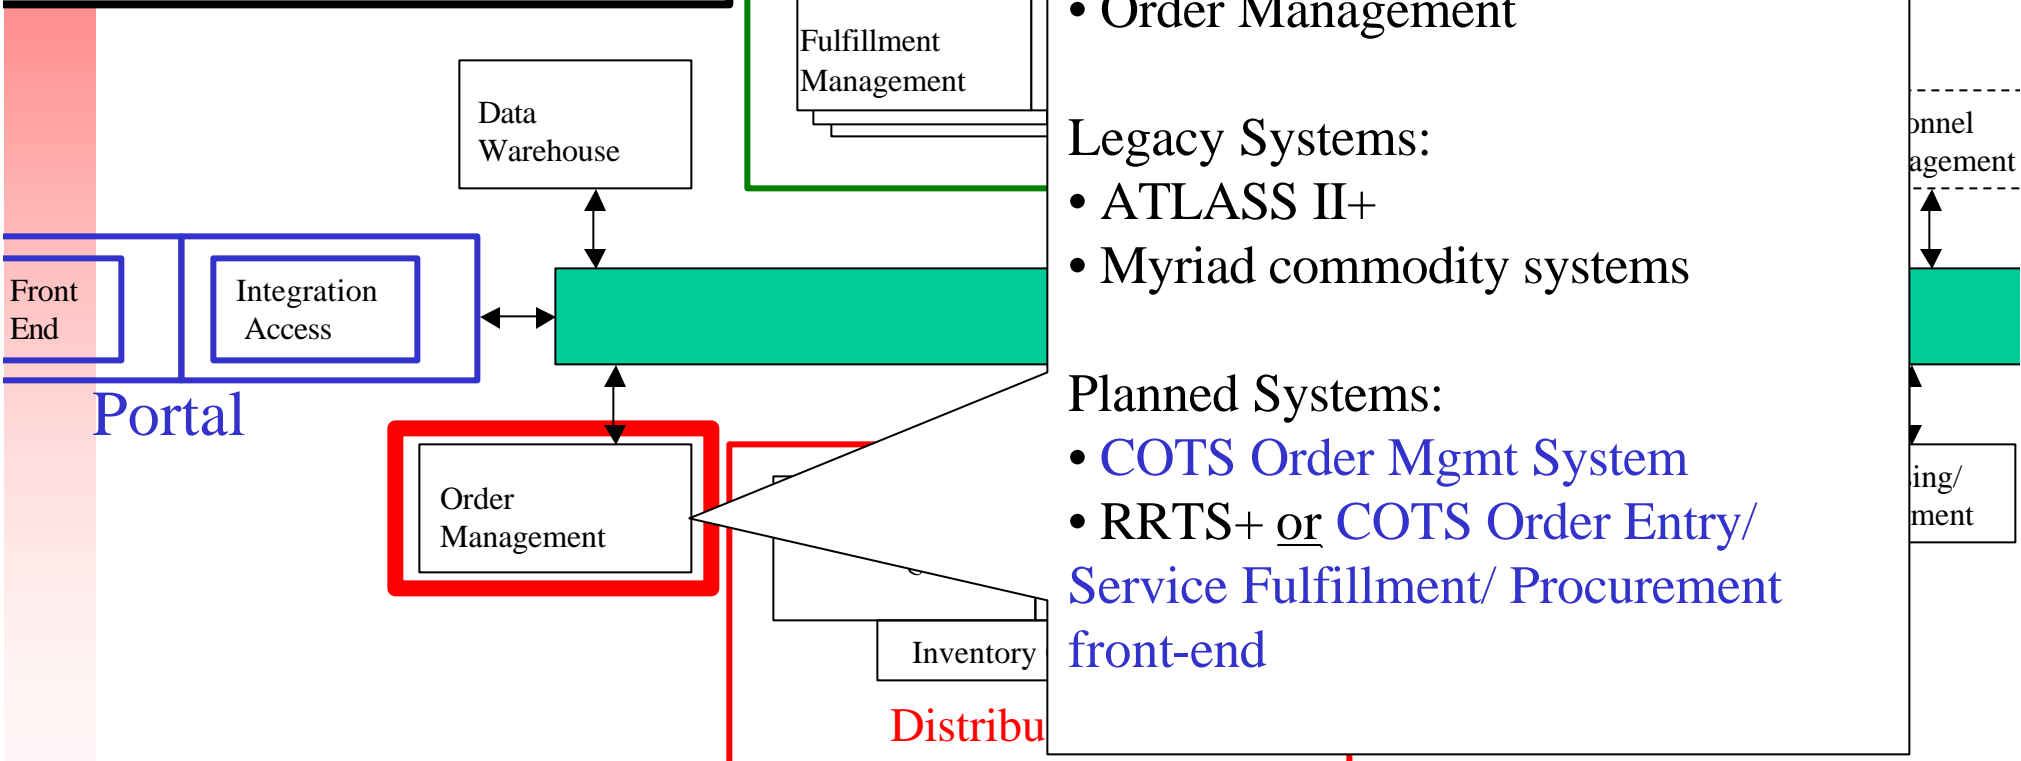 • Order Management
Fulfillment
Management
Data
Warehouse
Legacy Systems:
• ATLASS II+
• Myriad commodity systems
onnel
agement
Front
End
Integration
Access
Portal
Planned Systems:
• COTS Order Mgmt System
• RRTS+ or COTS Order Entry/
Service Fulfillment/ Procurement
front-end
Order
Management
ing/
ment
Inventory
Distribu